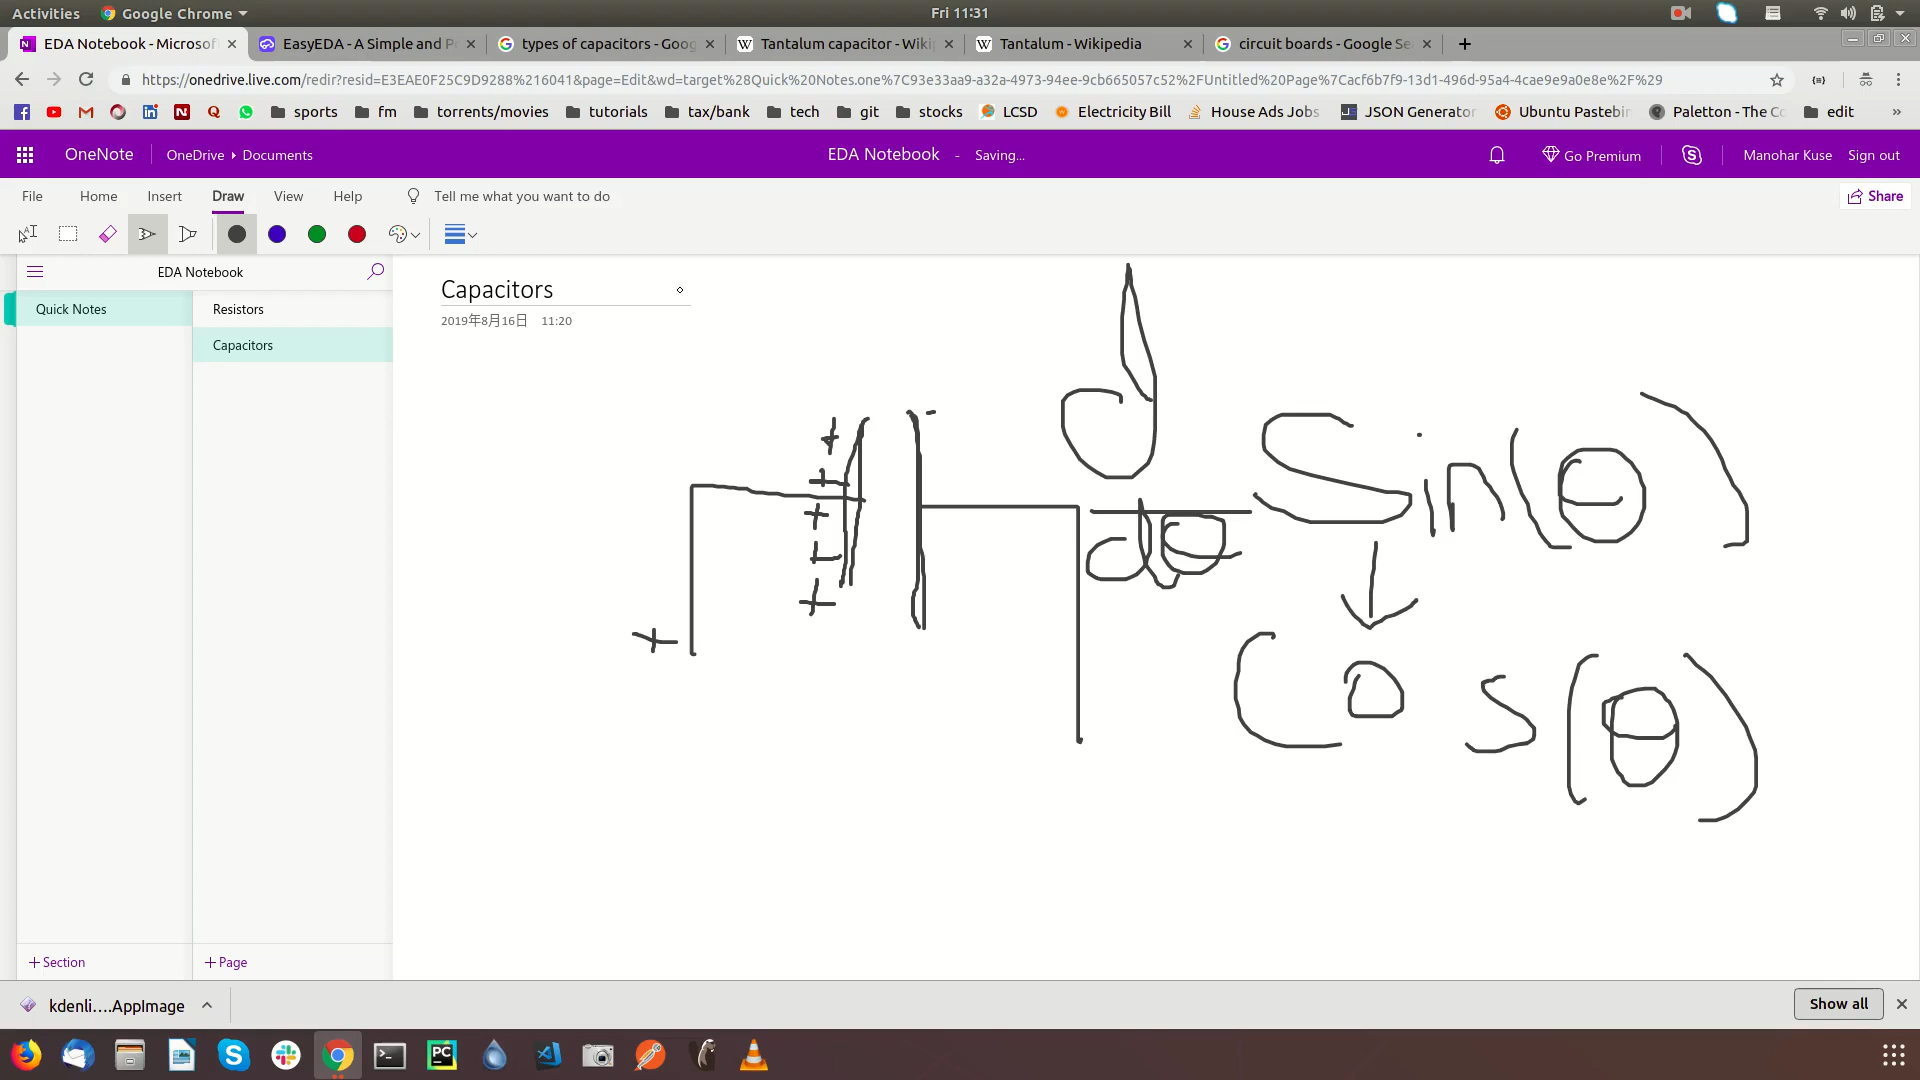 Activities Google Chrome Fri 11:31
EDA Notebook - Microsof EasyEDA - A Simple and P types of capacitors - Goog Tantalum capacitor - Wiki Tantalum - Wikipedia circuit boards - Google Se
https://onedrive.live.com/redir?resid=E3EAE0F25C9D9288%216041&page=Edit&wd=target%28Quick%20Notes.one%7C93e33aa9-a32a-4973-94ee-9cb665057c52%2FUntitled%20Page%7Cacf6b7f9-13d1-496d-95a4-4cae9e9a0e8e%2F%29
sports fm torrents/movies tutorials tax/bank tech git stocks LCSD Electricity Bill House Ads Jobs JSON Generator Ubuntu Pastebin Paletton - The Co edit »
OneNote OneDrive Documents EDA Notebook - Saving... Go Premium Manohar Kuse Sign out
File Home Insert Draw View Help Tell me what you want to do Share
EDA Notebook
Quick Notes Resistors
Capacitors
Capacitors
2019年8月16日 11:20
d
dθ
Sin(θ)
Cos(θ)
+ + + + +
-
+
+ Section + Page
kdenli....AppImage Show all